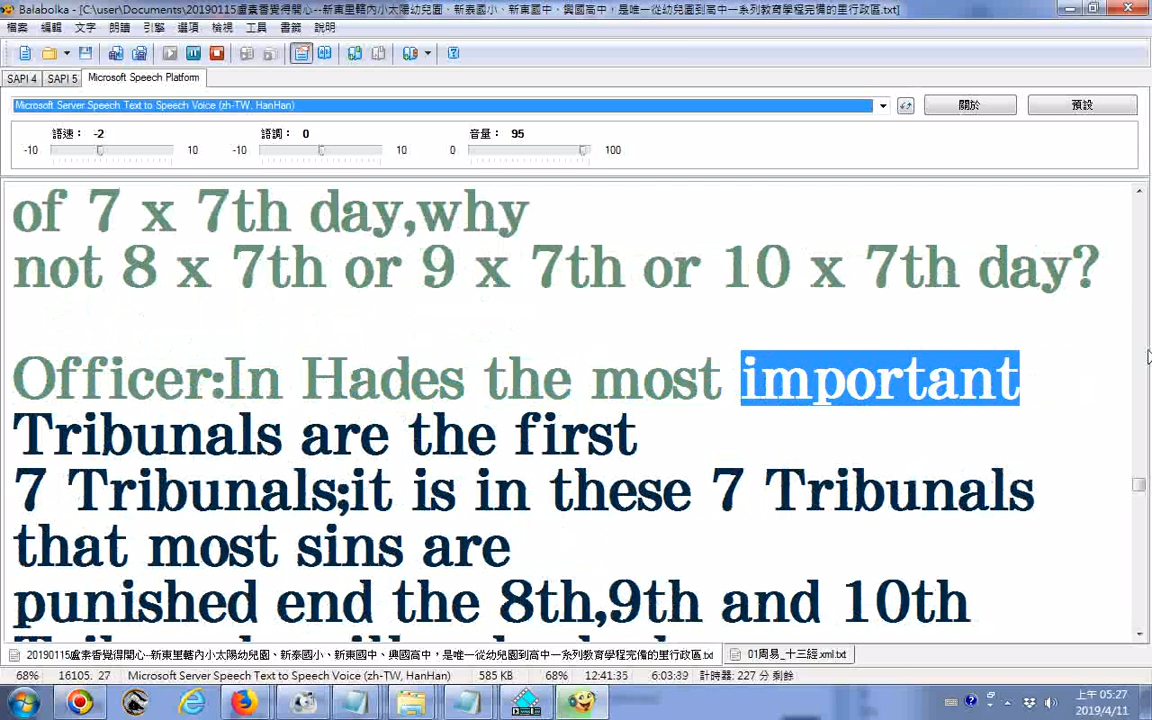 Balabolka - [C:\user\Documents\20190115盧素香覺得開心--新東里轄內小太陽幼兒園、新泰國小、新東國中、興國高中，是唯一從幼兒園到高中一系列教育學程完備的里行政區.txt]
檔案 編輯 文字 朗讀 引擎 選項 檢視 工具 書籤 說明
SAPI 4 SAPI 5 Microsoft Speech Platform
Microsoft Server Speech Text to Speech Voice (zh-TW, HanHan)
關於 預設
語速： -2 語調： 0 音量： 95
-10 10 -10 10 0 100
of 7 x 7th day,why
not 8 x 7th or 9 x 7th or 10 x 7th day?
Officer:In Hades the most important
Tribunals are the first
7 Tribunals;it is in these 7 Tribunals
that most sins are
punished end the 8th,9th and 10th
20190115盧素香覺得開心--新東里轄內小太陽幼兒園、新泰國小、新東國中、興國高中，是唯一從幼兒園到高中一系列教育學程完備的里行政區.txt 01周易_十三經.xml.txt
68% 16105. 27 Microsoft Server Speech Text to Speech Voice (zh-TW, HanHan) 585 KB 68% 12:41:35 6:03:39 計時器： 227 分 剩餘
上午 05:27
2019/4/11